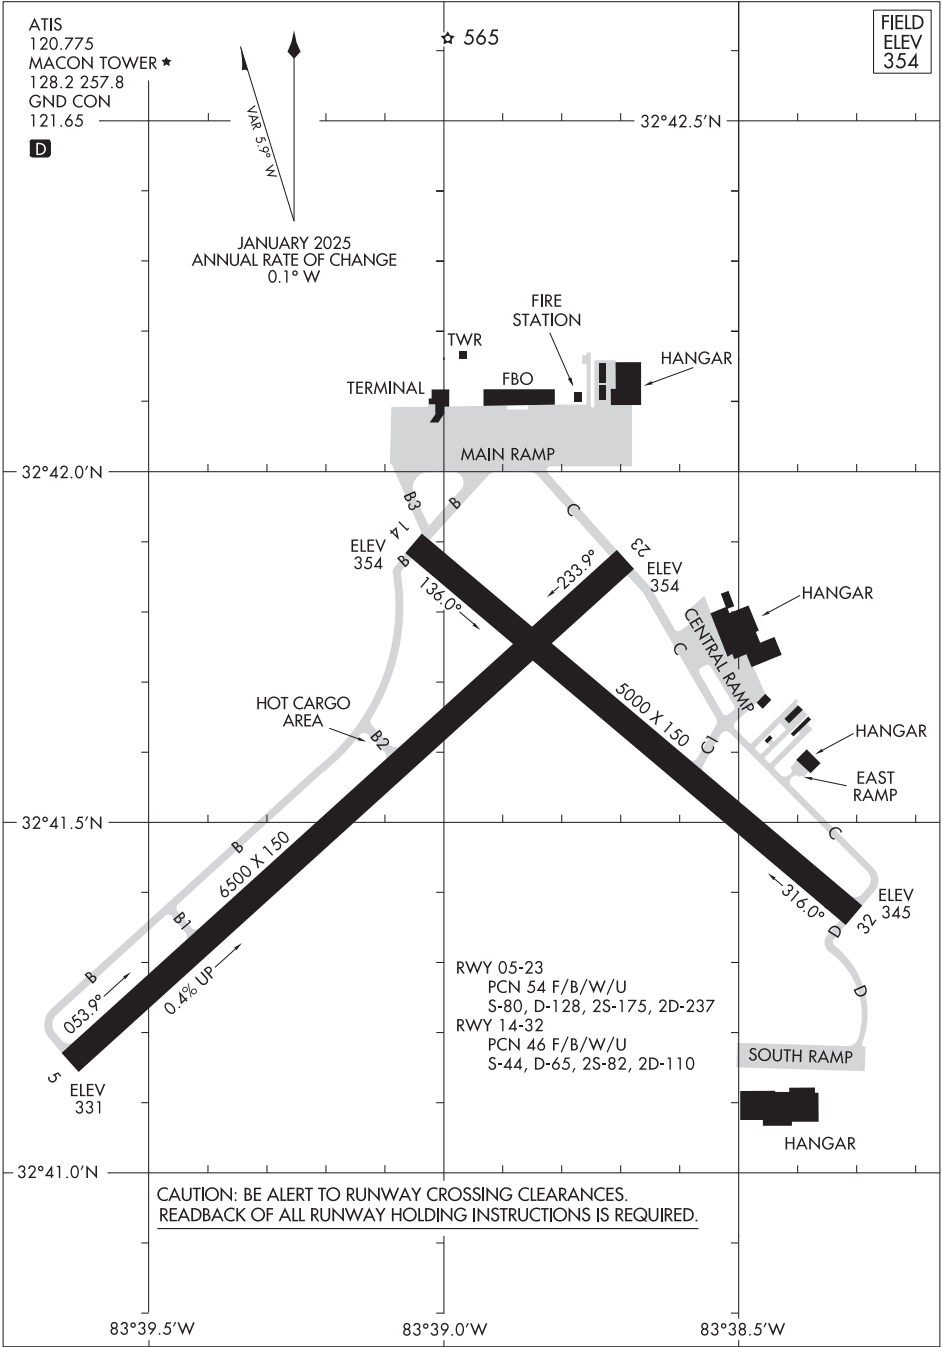 ATIS
120.775
MACON TOWER ★
128.2 257.8
GND CON
121.65
D
VAR 5.9° W
JANUARY 2025
ANNUAL RATE OF CHANGE
0.1° W
565
FIELD
ELEV
354
32°42.5'N
FIRE
STATION
TWR
HANGAR
TERMINAL
FBO
MAIN RAMP
32°42.0'N
B3
B
C
14
23
ELEV
354
B
233.9°
ELEV
354
136.0°
HANGAR
C
CENTRAL RAMP
HOT CARGO
AREA
B2
5000 X 150
C1
HANGAR
EAST
RAMP
32°41.5'N
B
C
6500 X 150
316.0°
ELEV
345
32
B1
D
B
053.9°
0.4% UP
D
RWY 05-23
PCN 54 F/B/W/U
S-80, D-128, 2S-175, 2D-237
RWY 14-32
PCN 46 F/B/W/U
S-44, D-65, 2S-82, 2D-110
SOUTH RAMP
5
ELEV
331
HANGAR
32°41.0'N
CAUTION: BE ALERT TO RUNWAY CROSSING CLEARANCES.
READBACK OF ALL RUNWAY HOLDING INSTRUCTIONS IS REQUIRED.
83°39.5'W
83°39.0'W
83°38.5'W